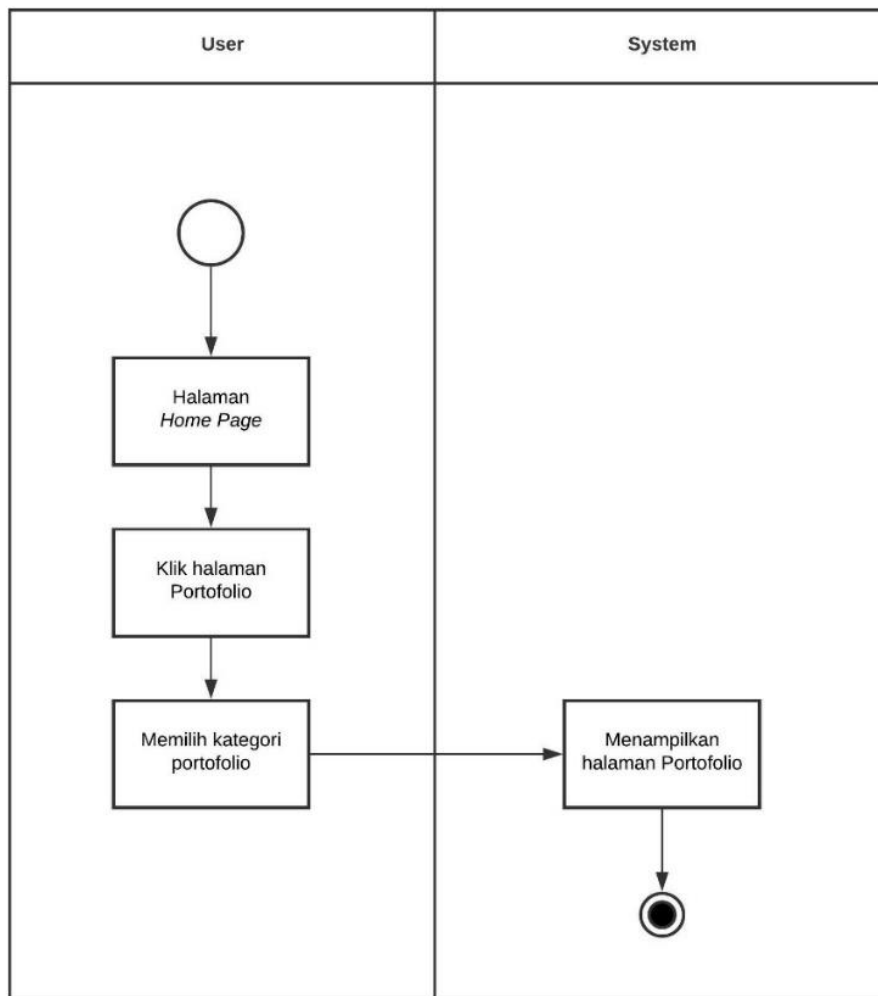 User
System
Halaman
Home Page
Klik halaman
Portofolio
Memilih kategori
portofolio
Menampilkan
halaman Portofolio